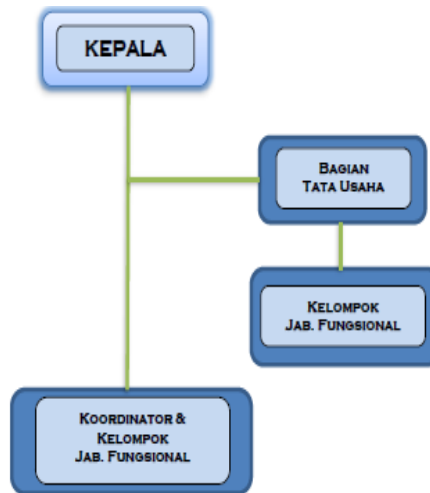 KEPALA
BAGIAN
TATA USAHA
KELOMPOK
JAB. FUNGSIONAL
KOORDINATOR &
KELOMPOK
JAB. FUNGSIONAL